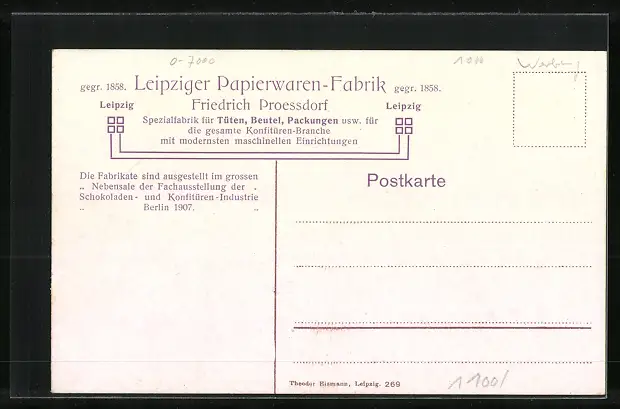 0-7000
gegr. 1858. Leipziger Papierwaren-Fabrik gegr. 1858.
Leipzig Friedrich Proessdorf Leipzig
Spezialfabrik für Tüten, Beutel, Packungen usw. für
die gesamte Konfitüren-Branche
mit modernsten maschinellen Einrichtungen
Die Fabrikate sind ausgestellt im grossen
„ Nebensale der Fachausstellung der .
Schokoladen- und Konfitüren-Industrie
„ Berlin 1907. „
Postkarte
Theodor Eismann, Leipzig. 269